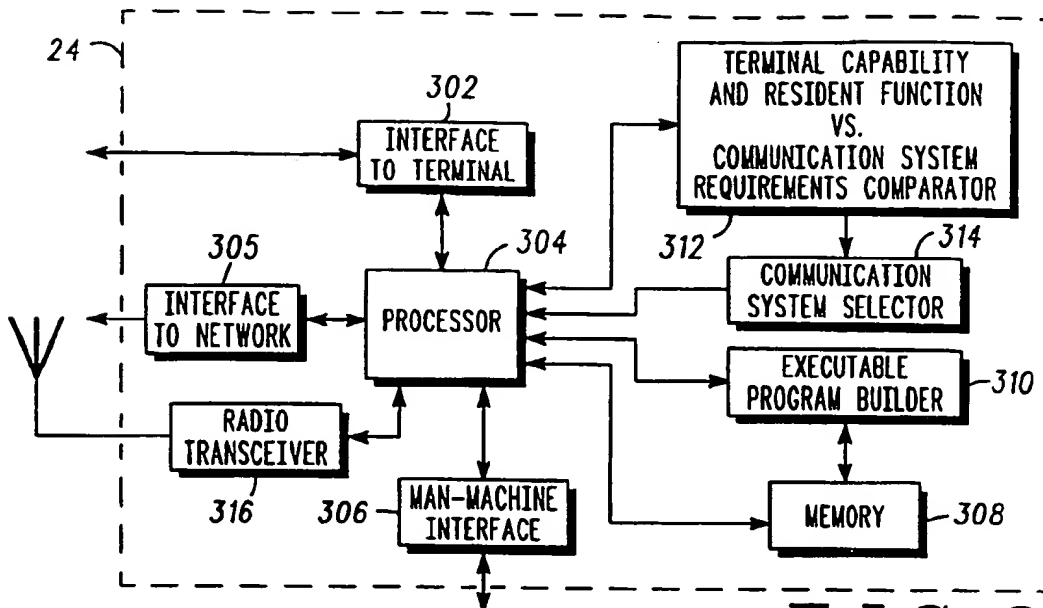 24
302
INTERFACE
TO TERMINAL
TERMINAL CAPABILITY
AND RESIDENT FUNCTION
VS.
COMMUNICATION SYSTEM
REQUIREMENTS COMPARATOR
312
314
305
INTERFACE
TO NETWORK
304
PROCESSOR
COMMUNICATION
SYSTEM SELECTOR
EXECUTABLE
PROGRAM BUILDER
310
RADIO
TRANSCEIVER
316
306
MAN-MACHINE
INTERFACE
MEMORY
308